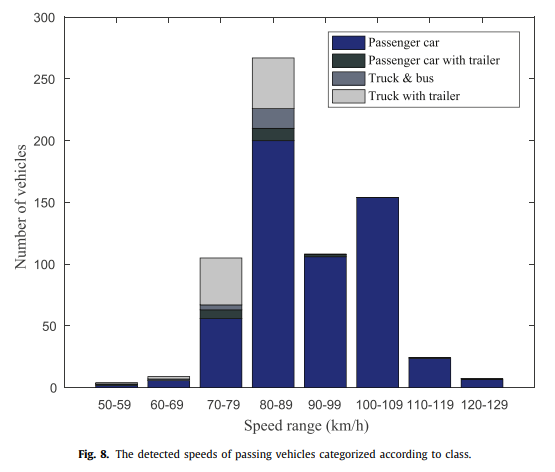 300
250
200
150
100
50
0
Number of vehicles
Passenger car
Passenger car with trailer
Truck & bus
Truck with trailer
50-59 60-69 70-79 80-89 90-99 100-109 110-119 120-129
Speed range (km/h)
Fig. 8. The detected speeds of passing vehicles categorized according to class.